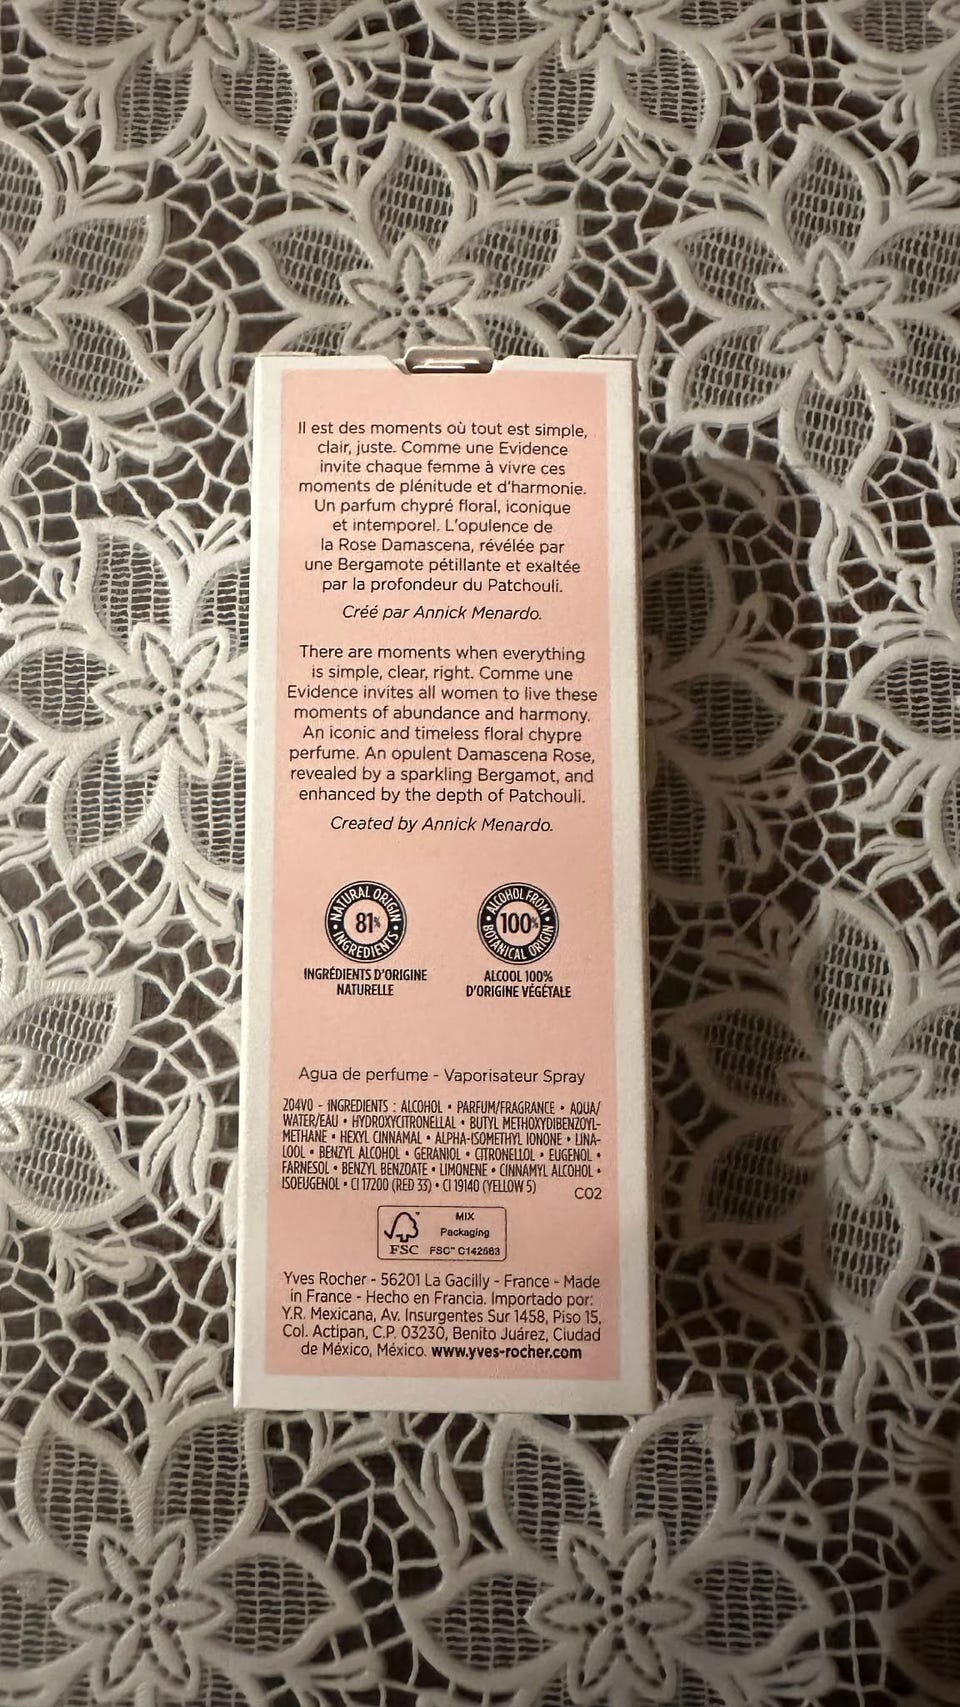 Il est des moments où tout est simple,
clair, juste. Comme une Evidence
invite chaque femme à vivre ces
moments de plénitude et d'harmonie.
Un parfum chypré floral, iconique
et intemporel. L'opulence de
la Rose Damascena, révélée par
une Bergamote pétillante et exaltée
par la profondeur du Patchouli.
Créé par Annick Menardo.
There are moments when everything
is simple, clear, right. Comme une
Evidence invites all women to live these
moments of abundance and harmony.
An iconic and timeless floral chypre
perfume. An opulent Damascena Rose,
revealed by a sparkling Bergamot, and
enhanced by the depth of Patchouli.
Created by Annick Menardo.
NATURAL ORIGIN
81%
INGREDIENTS
INGRÉDIENTS D'ORIGINE
NATURELLE
ALCOHOL FROM
100%
BOTANICAL ORIGIN
ALCOOL 100%
D'ORIGINE VÉGÉTALE
Agua de perfume - Vaporisateur Spray
204V0 - INGREDIENTS : ALCOHOL • PARFUM/FRAGRANCE • AQUA/
WATER/EAU • HYDROXYCITRONELLAL • BUTYL METHOXYDIBENZOYL-
METHANE • HEXYL CINNAMAL • ALPHA-ISOMETHYL IONONE • LINA-
LOOL • BENZYL ALCOHOL • GERANIOL • CITRONELLOL • EUGENOL •
FARNESOL • BENZYL BENZOATE • LIMONENE • CINNAMYL ALCOHOL •
ISOEUGENOL • CI 17200 (RED 33) • CI 19140 (YELLOW 5)
C02
FSC
MIX
Packaging
FSC™ C142583
Yves Rocher - 56201 La Gacilly - France - Made
in France - Hecho en Francia. Importado por:
Y.R. Mexicana, Av. Insurgentes Sur 1458, Piso 15,
Col. Actipan, C.P. 03230, Benito Juárez, Ciudad
de México, México. www.yves-rocher.com